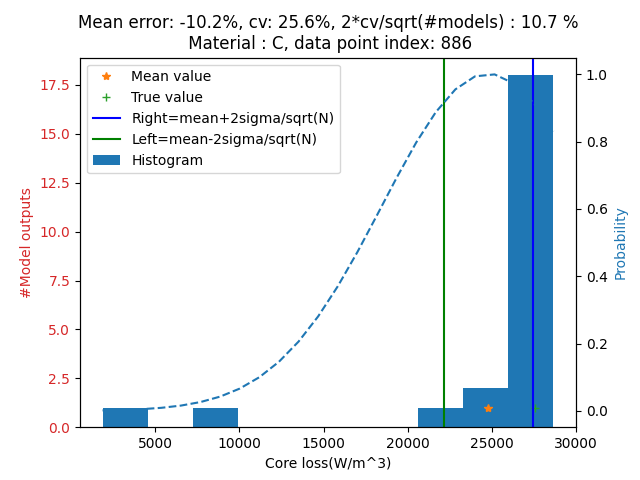 Mean error: -10.2%, cv: 25.6%, 2*cv/sqrt(#models) : 10.7 %
Material : C, data point index: 886
Mean value
True value
Right=mean+2sigma/sqrt(N)
Left=mean-2sigma/sqrt(N)
Histogram
17.5
15.0
12.5
10.0
7.5
5.0
2.5
0.0
#Model outputs
1.0
0.8
0.6
0.4
0.2
0.0
Probability
5000 10000 15000 20000 25000 30000
Core loss(W/m^3)